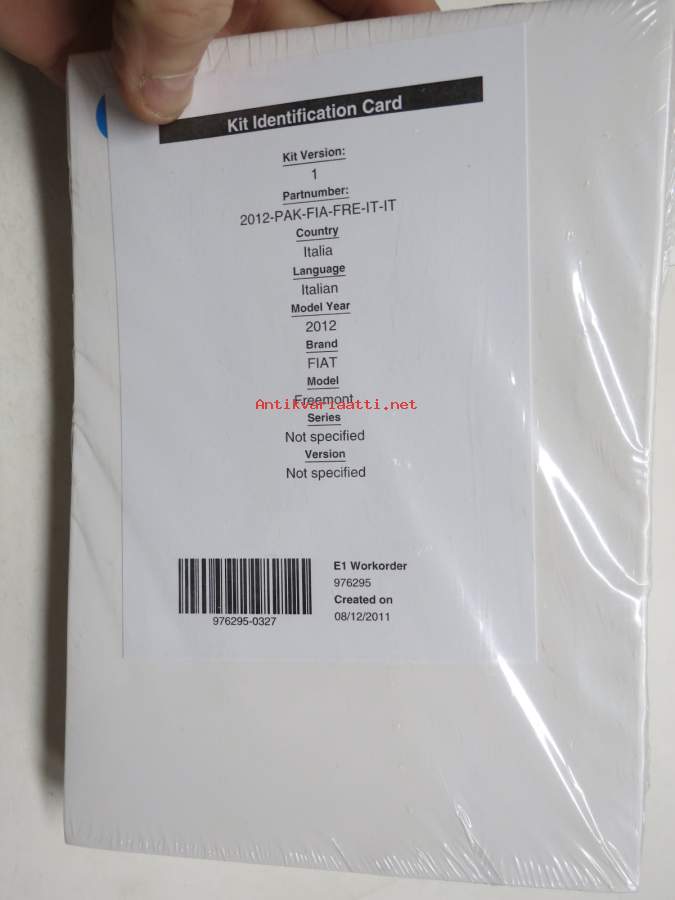 Kit Identification Card
Kit Version:
1
Partnumber:
2012-PAK-FIA-FRE-IT-IT
Country
Italia
Language
Italian
Model Year
2012
Brand
FIAT
Model
Freemont
Antikvariaatti.net
Series
Not specified
Version
Not specified
E1 Workorder
976295
Created on
08/12/2011
976295-0327